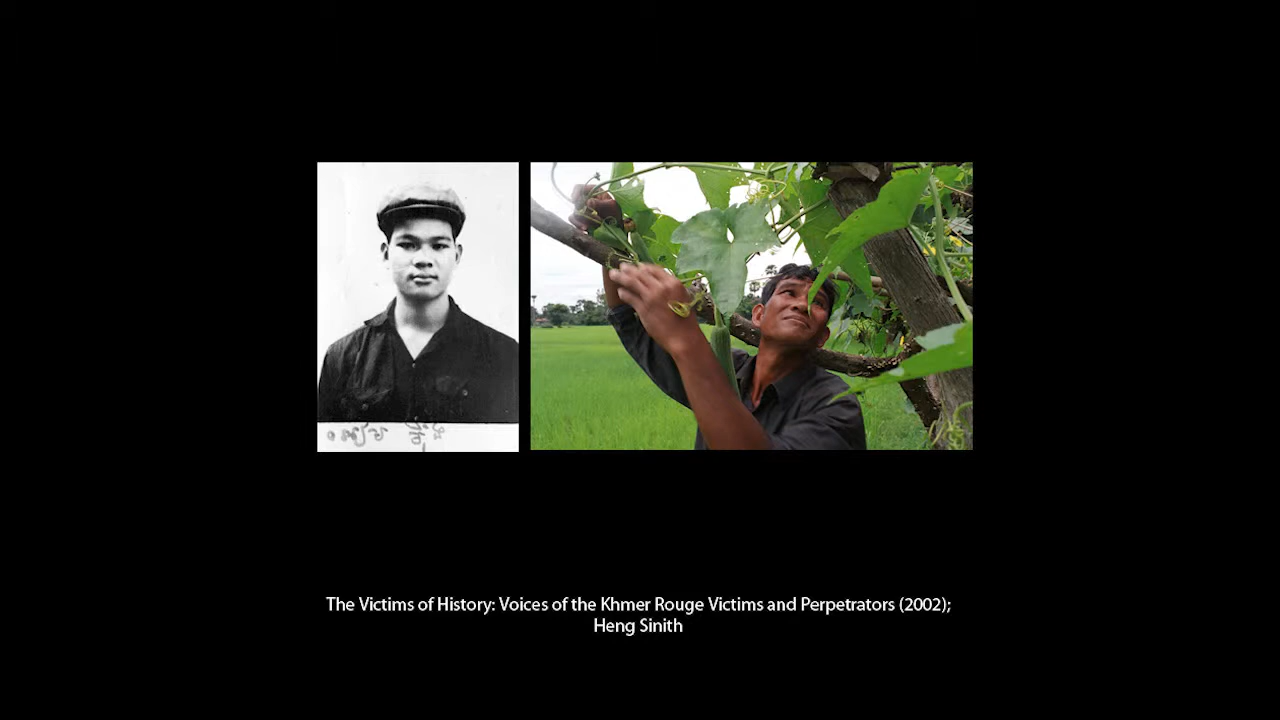 The Victims of History: Voices of the Khmer Rouge Victims and Perpetrators (2002);
Heng Sinith